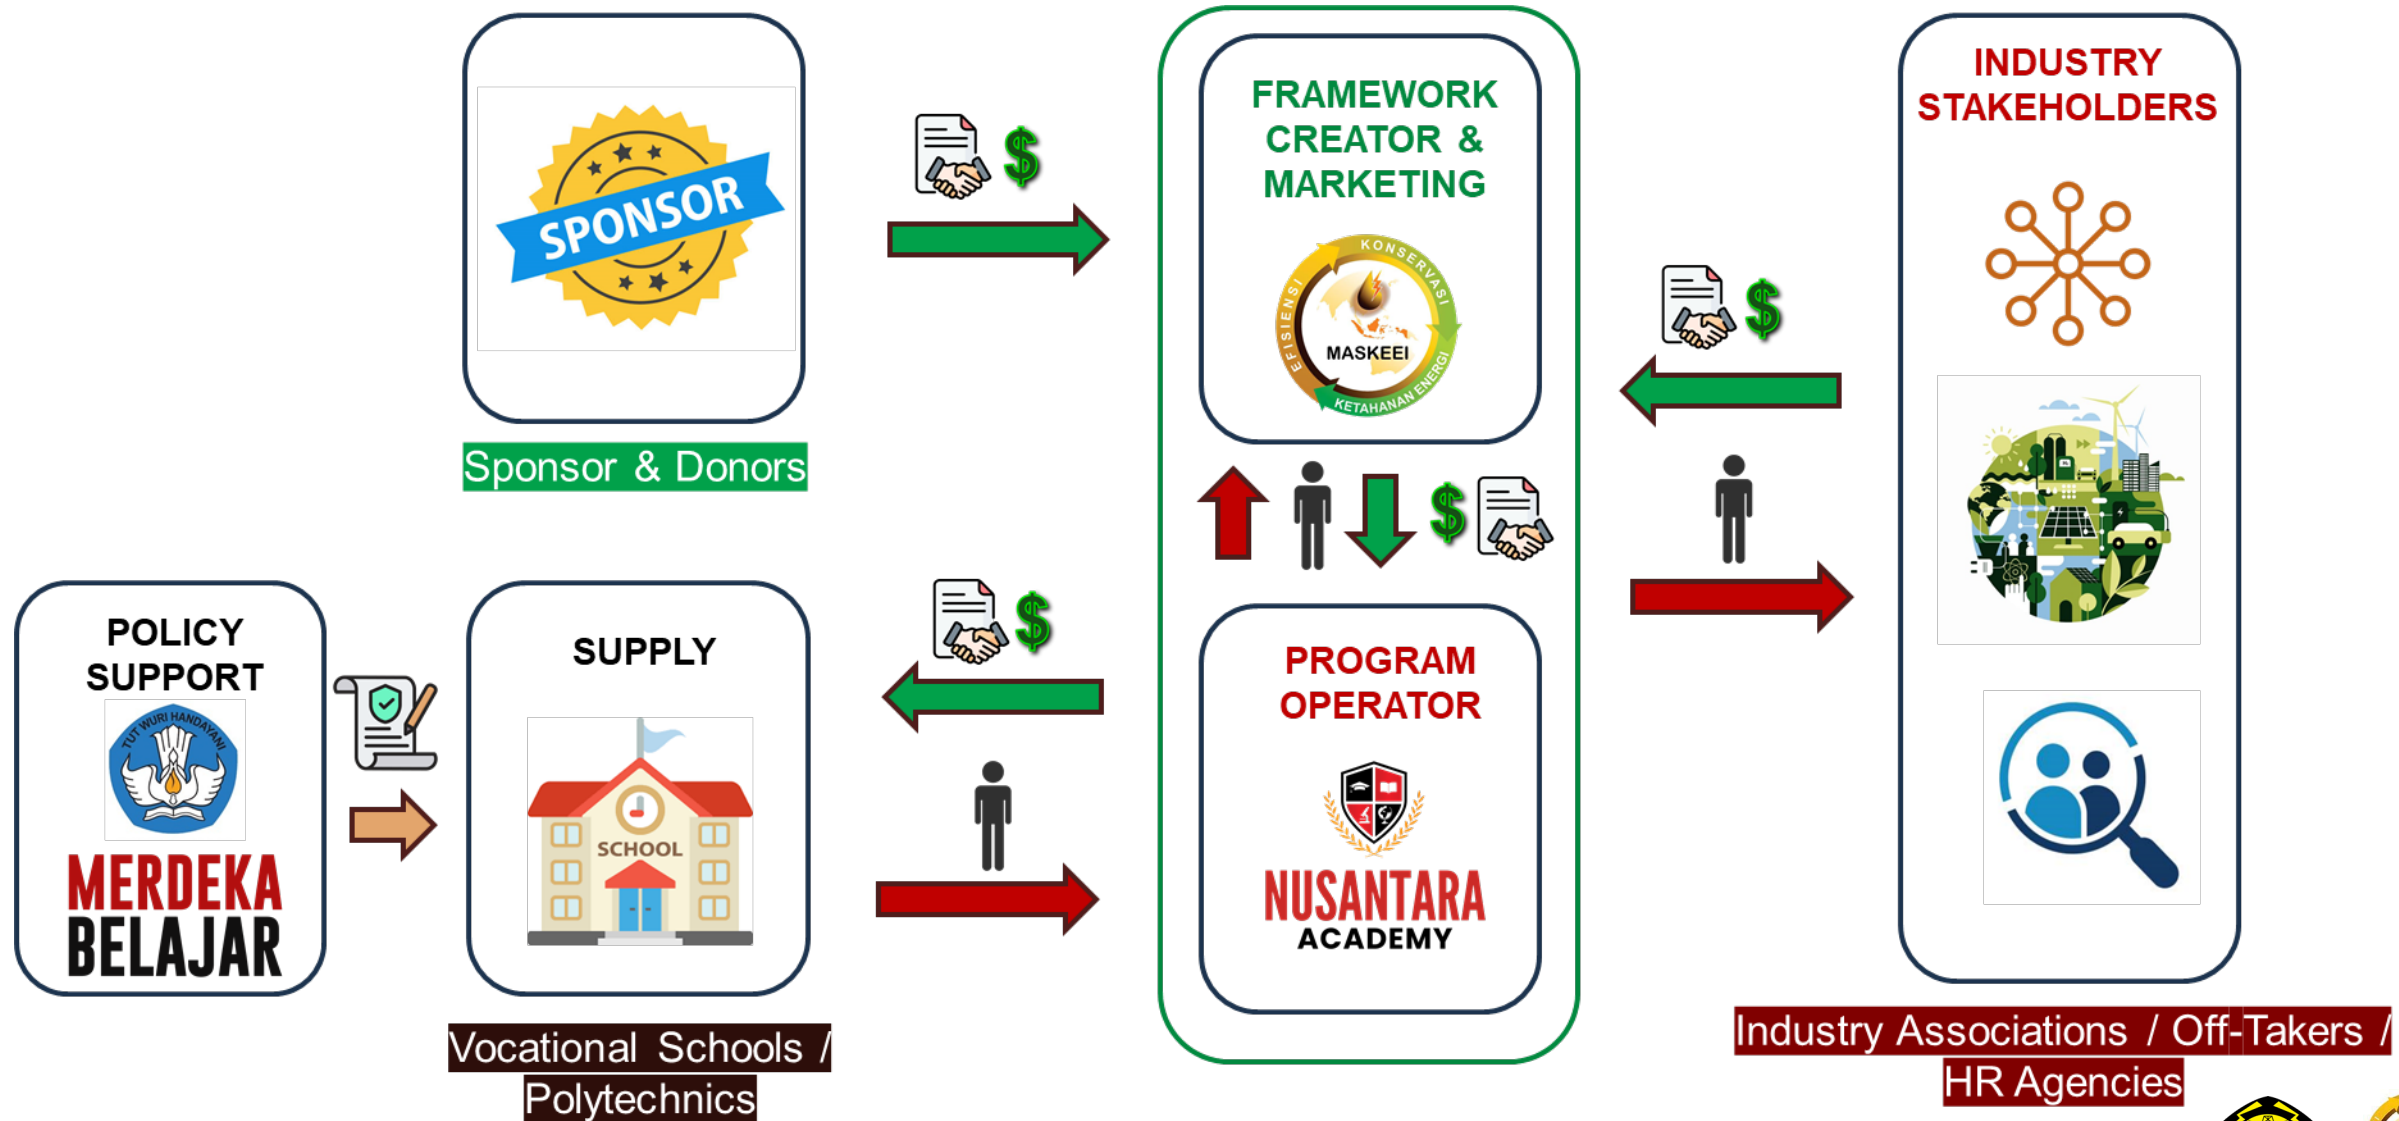 SPONSOR
Sponsor & Donors
POLICY
SUPPORT
TUT WURI HANDAYANI
MERDEKA
BELAJAR
SUPPLY
SCHOOL
Vocational Schools /
Polytechnics
$
$
FRAMEWORK
CREATOR &
MARKETING
EFISIENSI
KONSERVASI
KETAHANAN ENERGI
MASKEEI
$
PROGRAM
OPERATOR
NUSANTARA
ACADEMY
$
INDUSTRY
STAKEHOLDERS
Industry Associations / Off-Takers /
HR Agencies